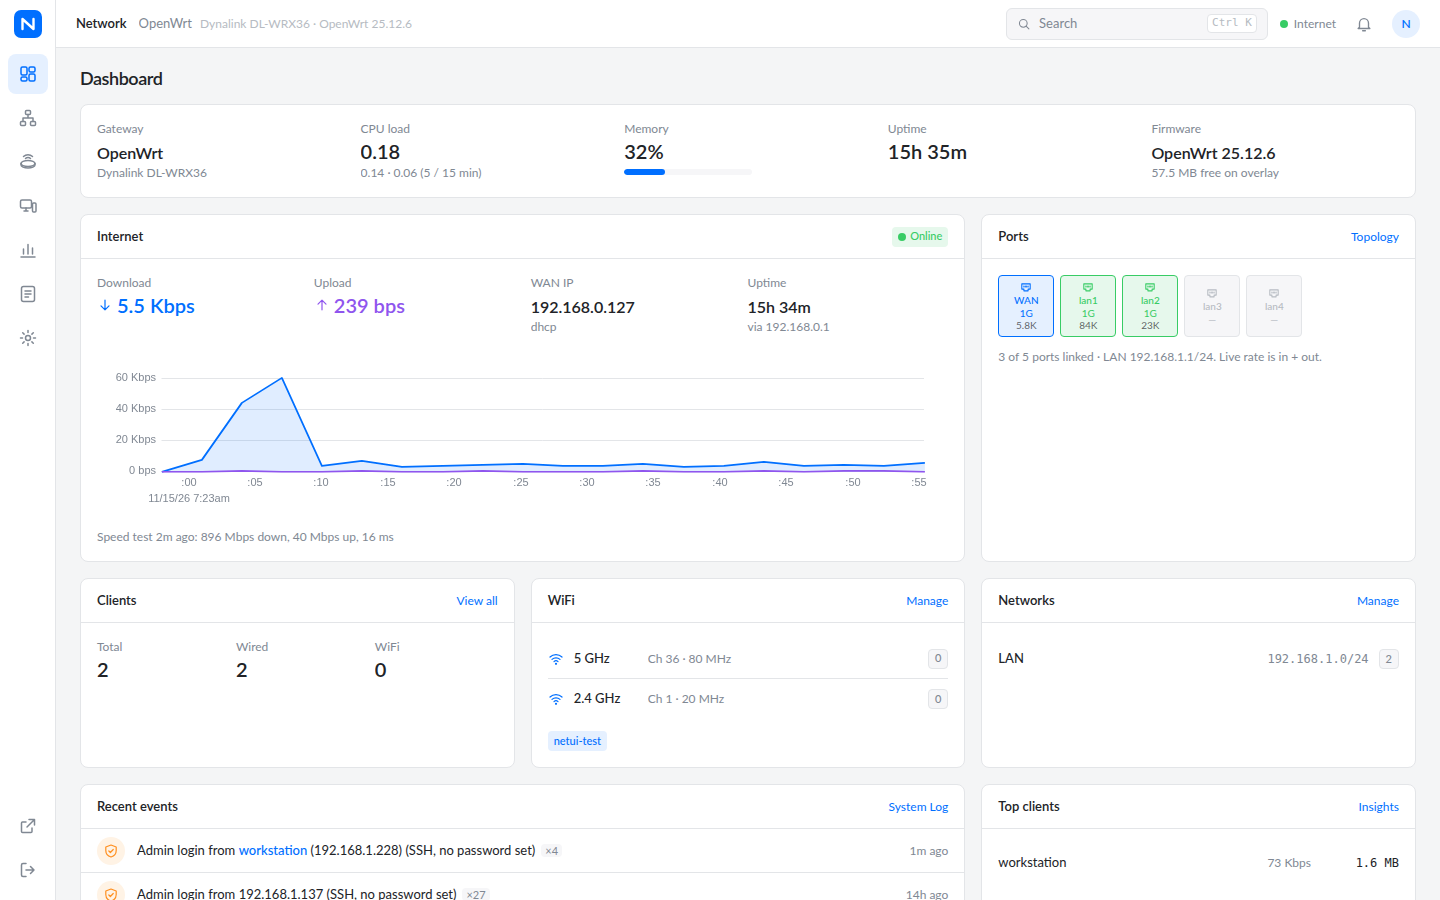 Network OpenWrt Dynalink DL-WRX36 · OpenWrt 25.12.6 Search Ctrl K Internet N
Dashboard
Gateway CPU load Memory Uptime Firmware
OpenWrt 0.18 32% 15h 35m OpenWrt 25.12.6
Dynalink DL-WRX36 0.14 · 0.06 (5 / 15 min) 57.5 MB free on overlay
Internet Online
Download Upload WAN IP Uptime
↓ 5.5 Kbps ↑ 239 bps 192.168.0.127 15h 34m
dhcp via 192.168.0.1
60 Kbps
40 Kbps
20 Kbps
0 bps
:00 :05 :10 :15 :20 :25 :30 :35 :40 :45 :50 :55
11/15/26 7:23am
Speed test 2m ago: 896 Mbps down, 40 Mbps up, 16 ms
Ports Topology
WAN lan1 lan2 lan3 lan4
1G 1G 1G — —
5.8K 84K 23K
3 of 5 ports linked · LAN 192.168.1.1/24. Live rate is in + out.
Clients View all
Total Wired WiFi
2 2 0
WiFi Manage
5 GHz Ch 36 · 80 MHz 0
2.4 GHz Ch 1 · 20 MHz 0
netui-test
Networks Manage
LAN 192.168.1.0/24 2
Recent events System Log
Admin login from workstation (192.168.1.228) (SSH, no password set) ×4 1m ago
Admin login from 192.168.1.137 (SSH, no password set) ×27 14h ago
Top clients Insights
workstation 73 Kbps 1.6 MB